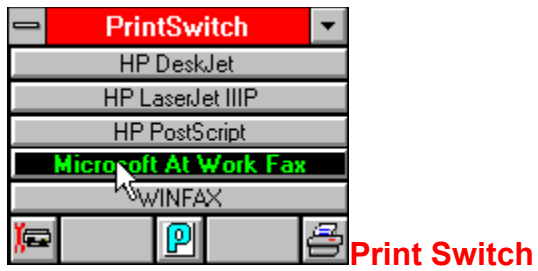 PrintSwitch
HP DeskJet
HP LaserJet IIIP
HP PostScript
Microsoft At Work Fax
WINFAX
P
Print Switch